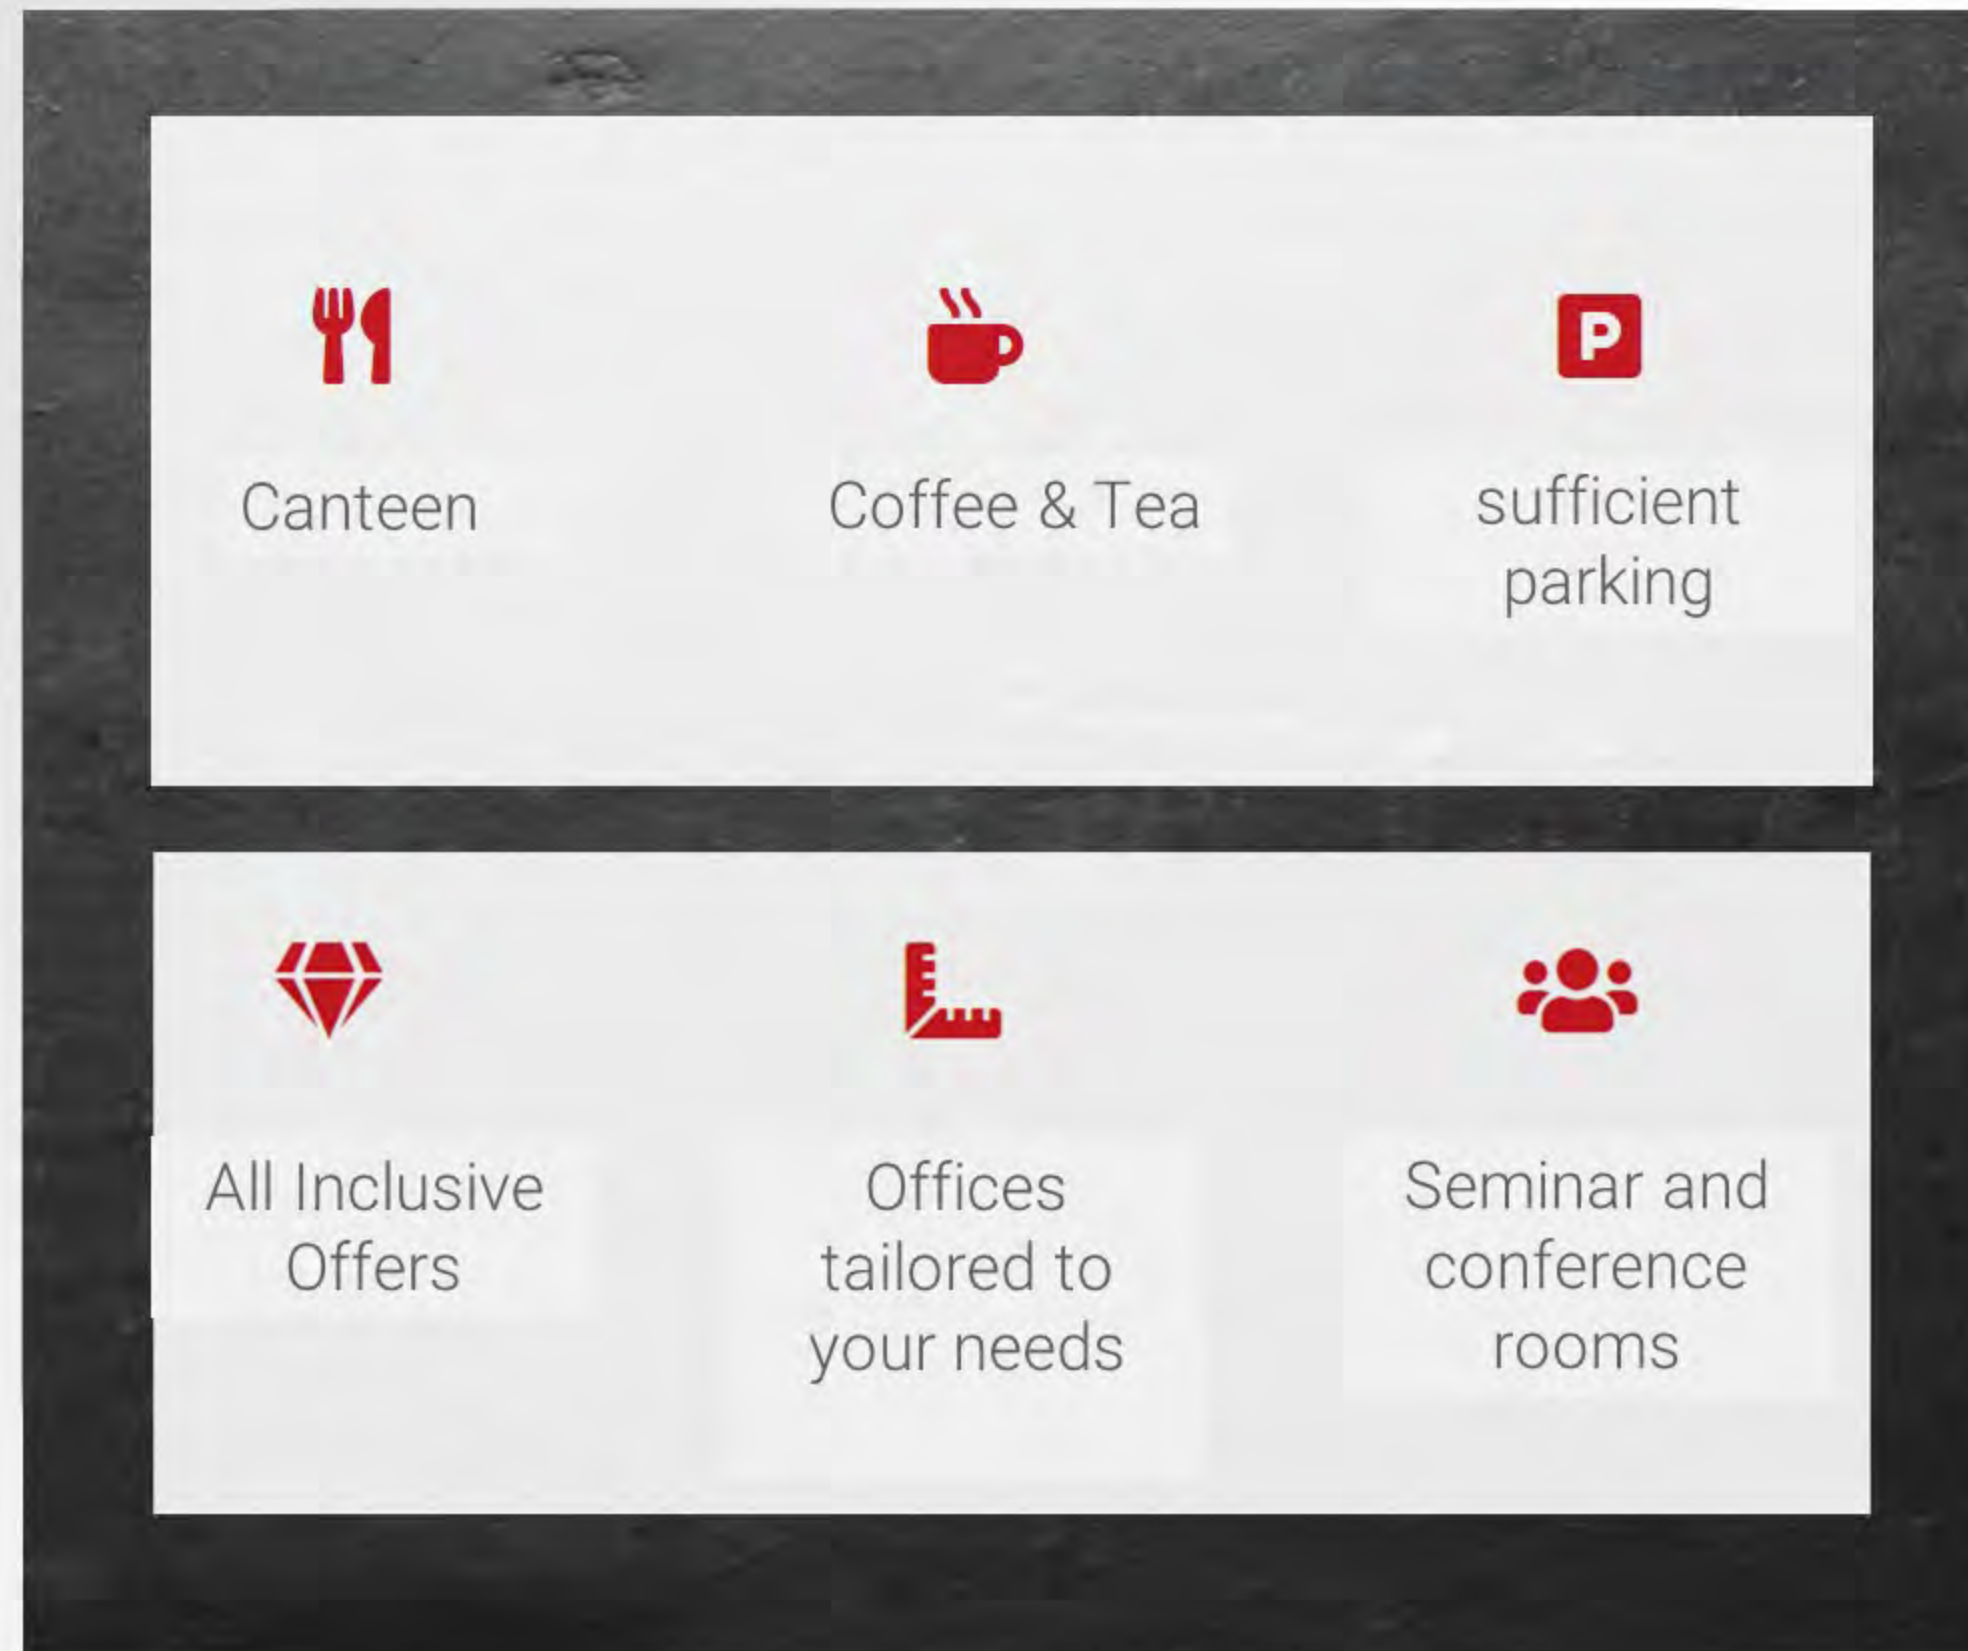 P
Canteen
Coffee & Tea
sufficient
parking
All Inclusive
Offers
Offices
tailored to
your needs
Seminar and
conference
rooms